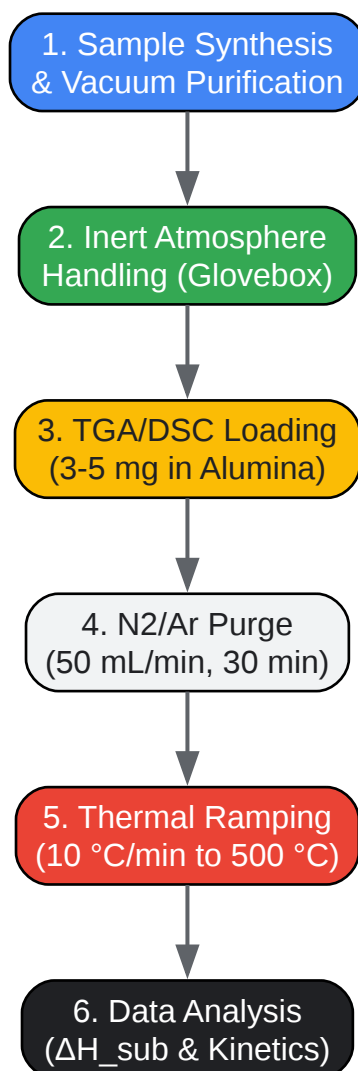 1. Sample Synthesis
& Vacuum Purification
2. Inert Atmosphere
Handling (Glovebox)
3. TGA/DSC Loading
(3-5 mg in Alumina)
4. N2/Ar Purge
(50 mL/min, 30 min)
5. Thermal Ramping
(10 °C/min to 500 °C)
6. Data Analysis
(ΔH_sub & Kinetics)